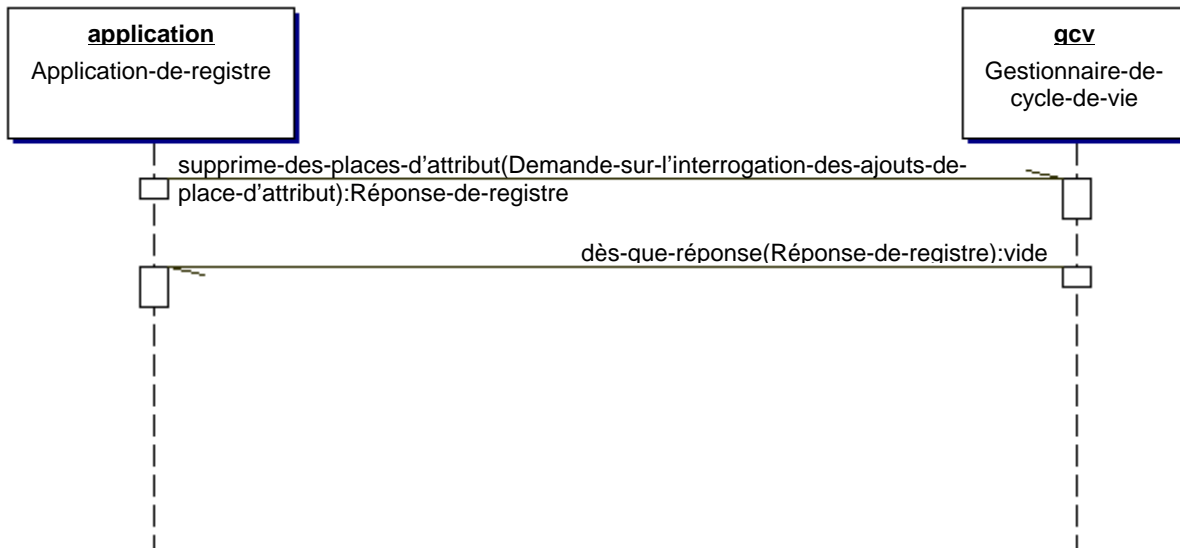 application
Application-de-registre
gcv
Gestionnaire-de-
cycle-de-vie
supprime-des-places-d’attribut(Demande-sur-l’interrogation-des-ajouts-de-
place-d’attribut):Réponse-de-registre
dès-que-réponse(Réponse-de-registre):vide